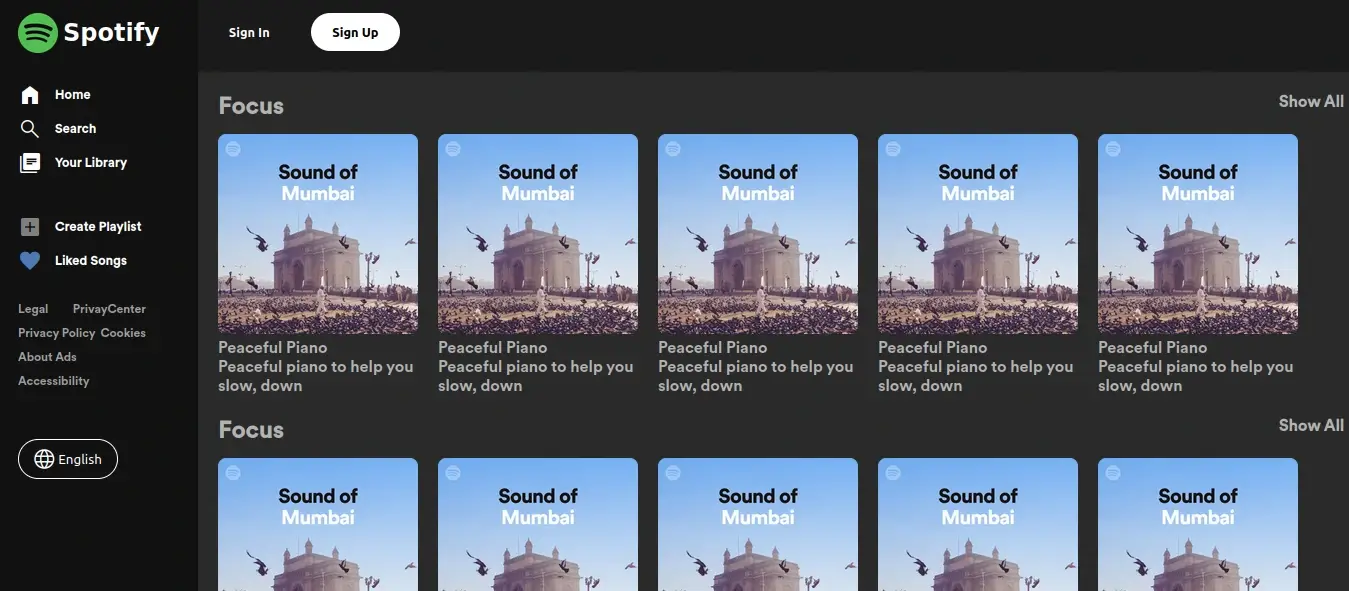 Spotify
Sign In Sign Up
Home
Search
Your Library
Create Playlist
Liked Songs
Legal PrivayCenter
Privacy Policy Cookies
About Ads
Accessibility
English
Focus Show All
Sound of Sound of Sound of Sound of Sound of
Mumbai Mumbai Mumbai Mumbai Mumbai
Peaceful Piano Peaceful Piano Peaceful Piano Peaceful Piano Peaceful Piano
Peaceful piano to help you Peaceful piano to help you Peaceful piano to help you Peaceful piano to help you Peaceful piano to help you
slow, down slow, down slow, down slow, down slow, down
Focus Show All
Sound of Sound of Sound of Sound of Sound of
Mumbai Mumbai Mumbai Mumbai Mumbai